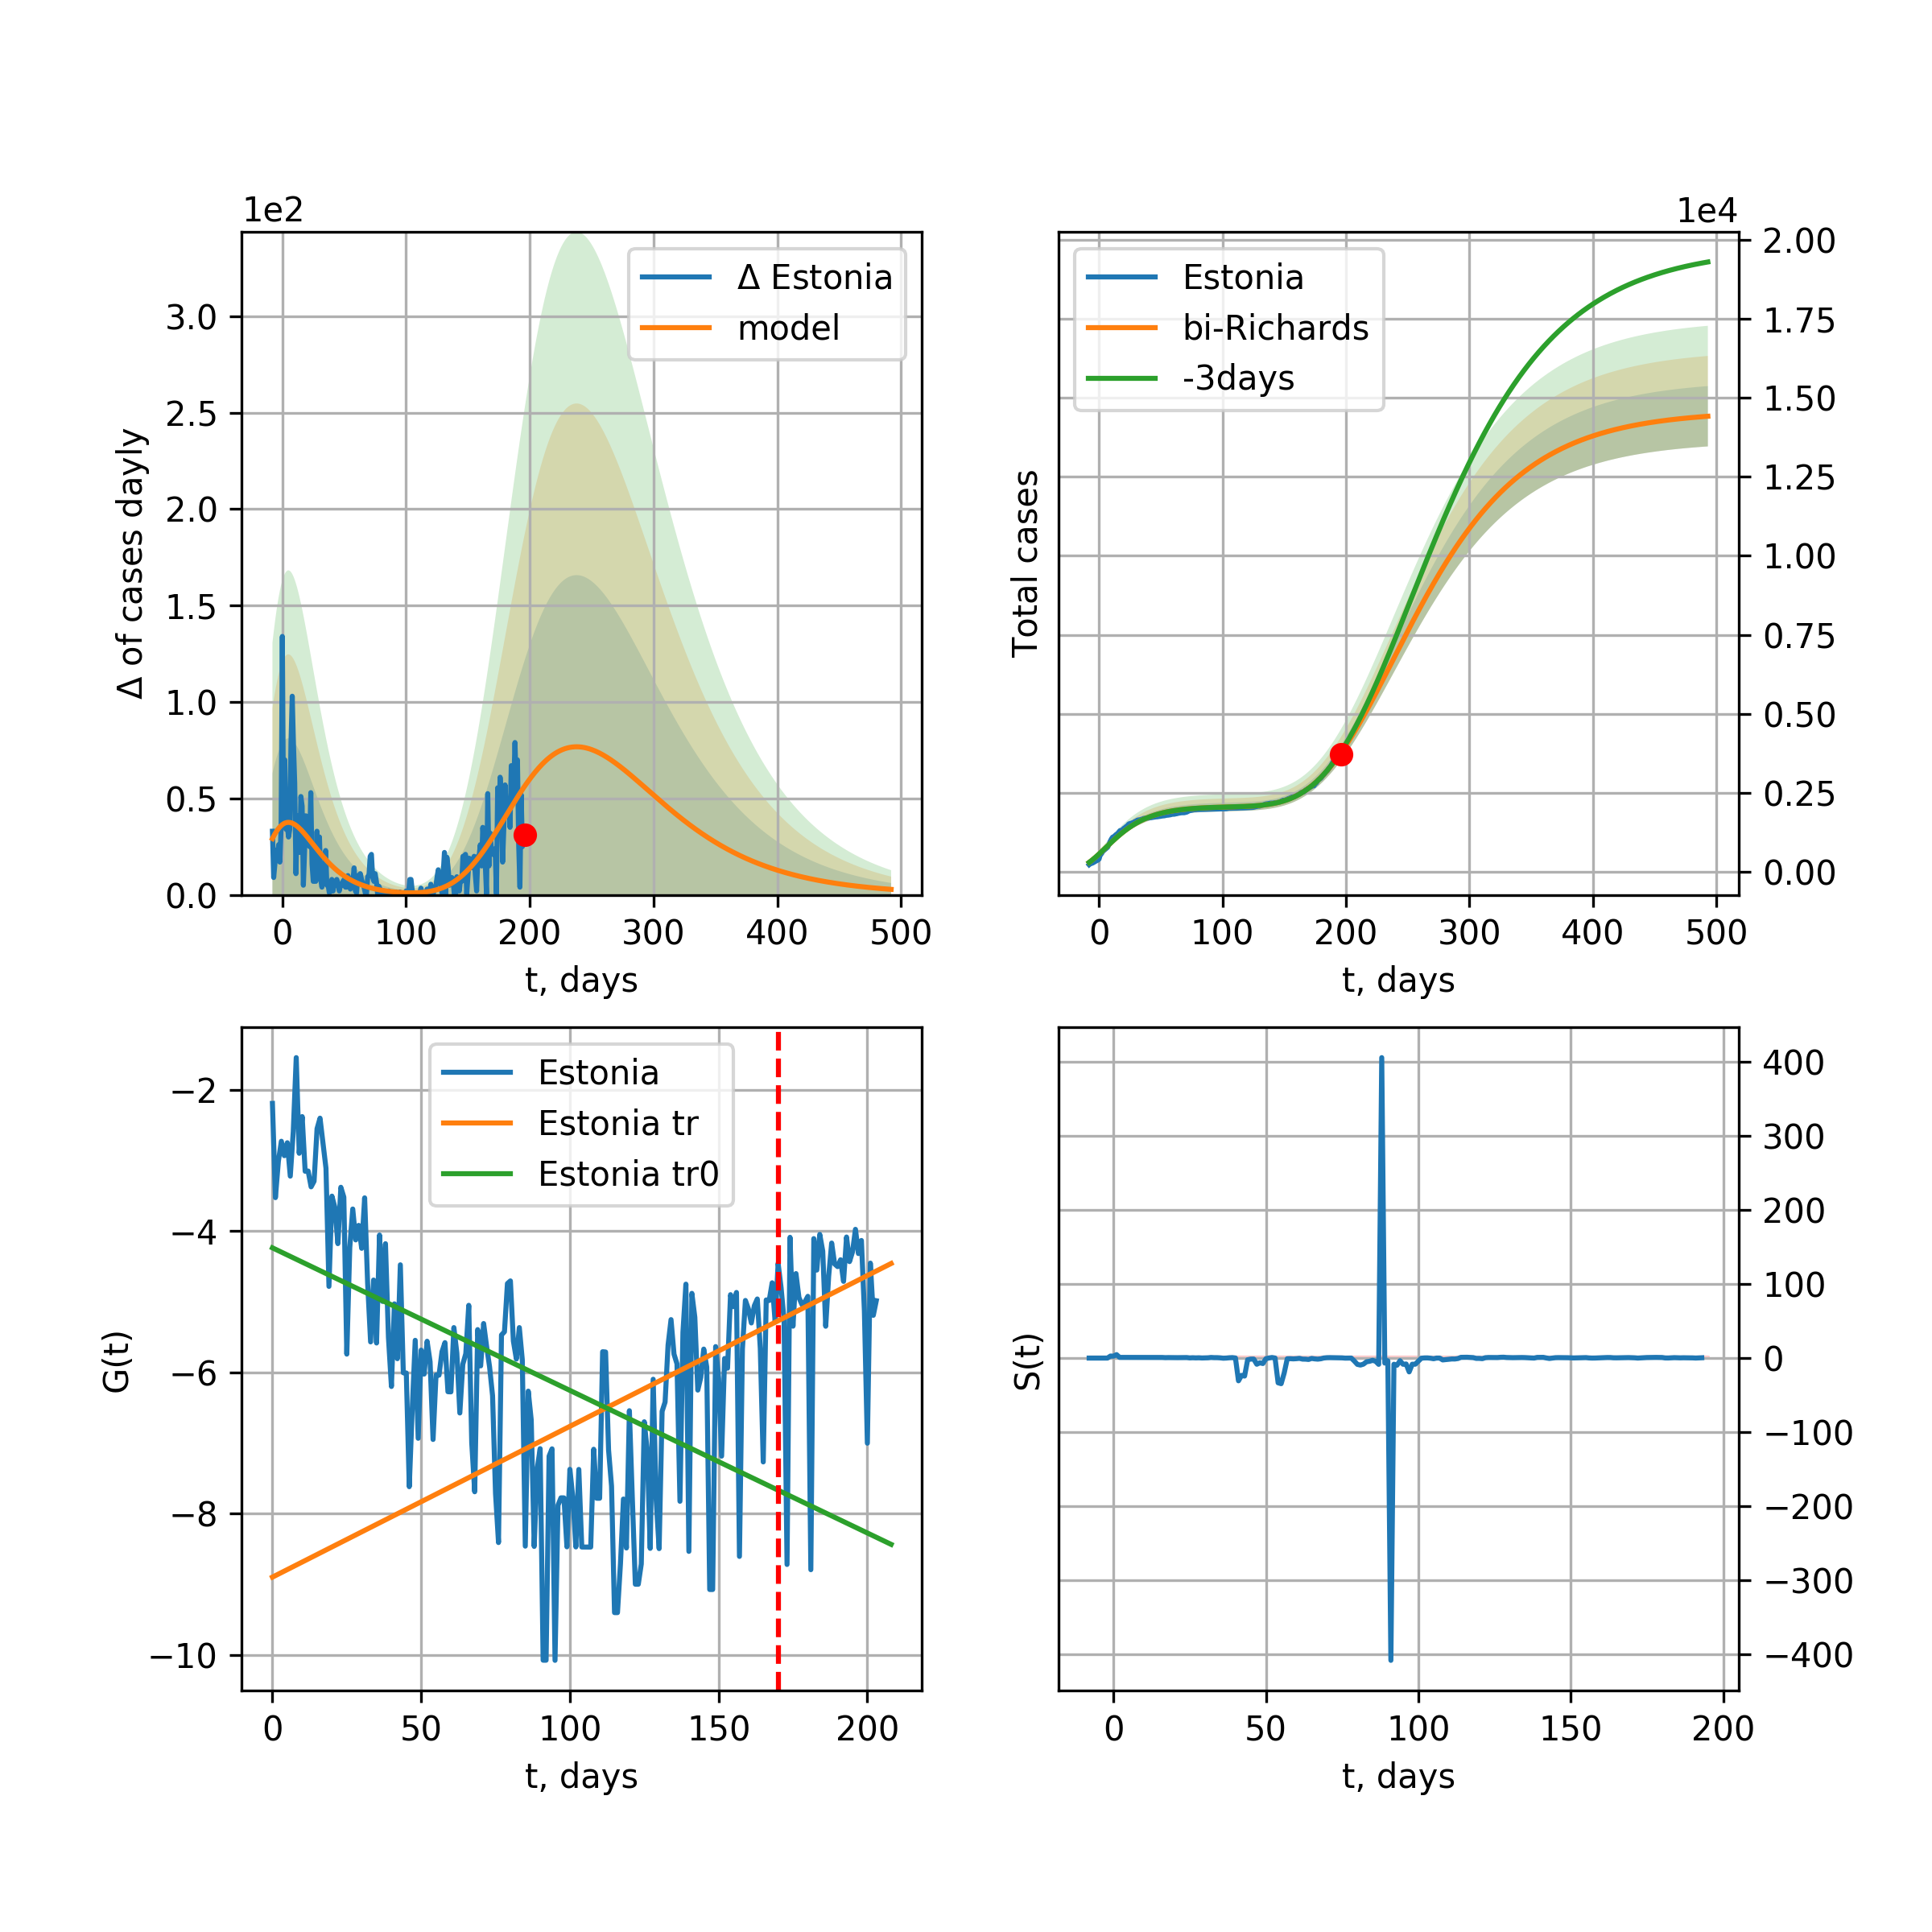 1e2
3.0
2.5
2.0
1.5
1.0
0.5
0.0
Δ of cases dayly
Δ Estonia
model
0 100 200 300 400 500
t, days
1e4
2.00
1.75
1.50
1.25
1.00
0.75
0.50
0.25
0.00
Total cases
Estonia
bi-Richards
-3days
0 100 200 300 400 500
t, days
−2
−4
−6
−8
−10
G(t)
Estonia
Estonia tr
Estonia tr0
0 50 100 150 200
t, days
400
300
200
100
0
−100
−200
−300
−400
S(t)
0 50 100 150 200
t, days